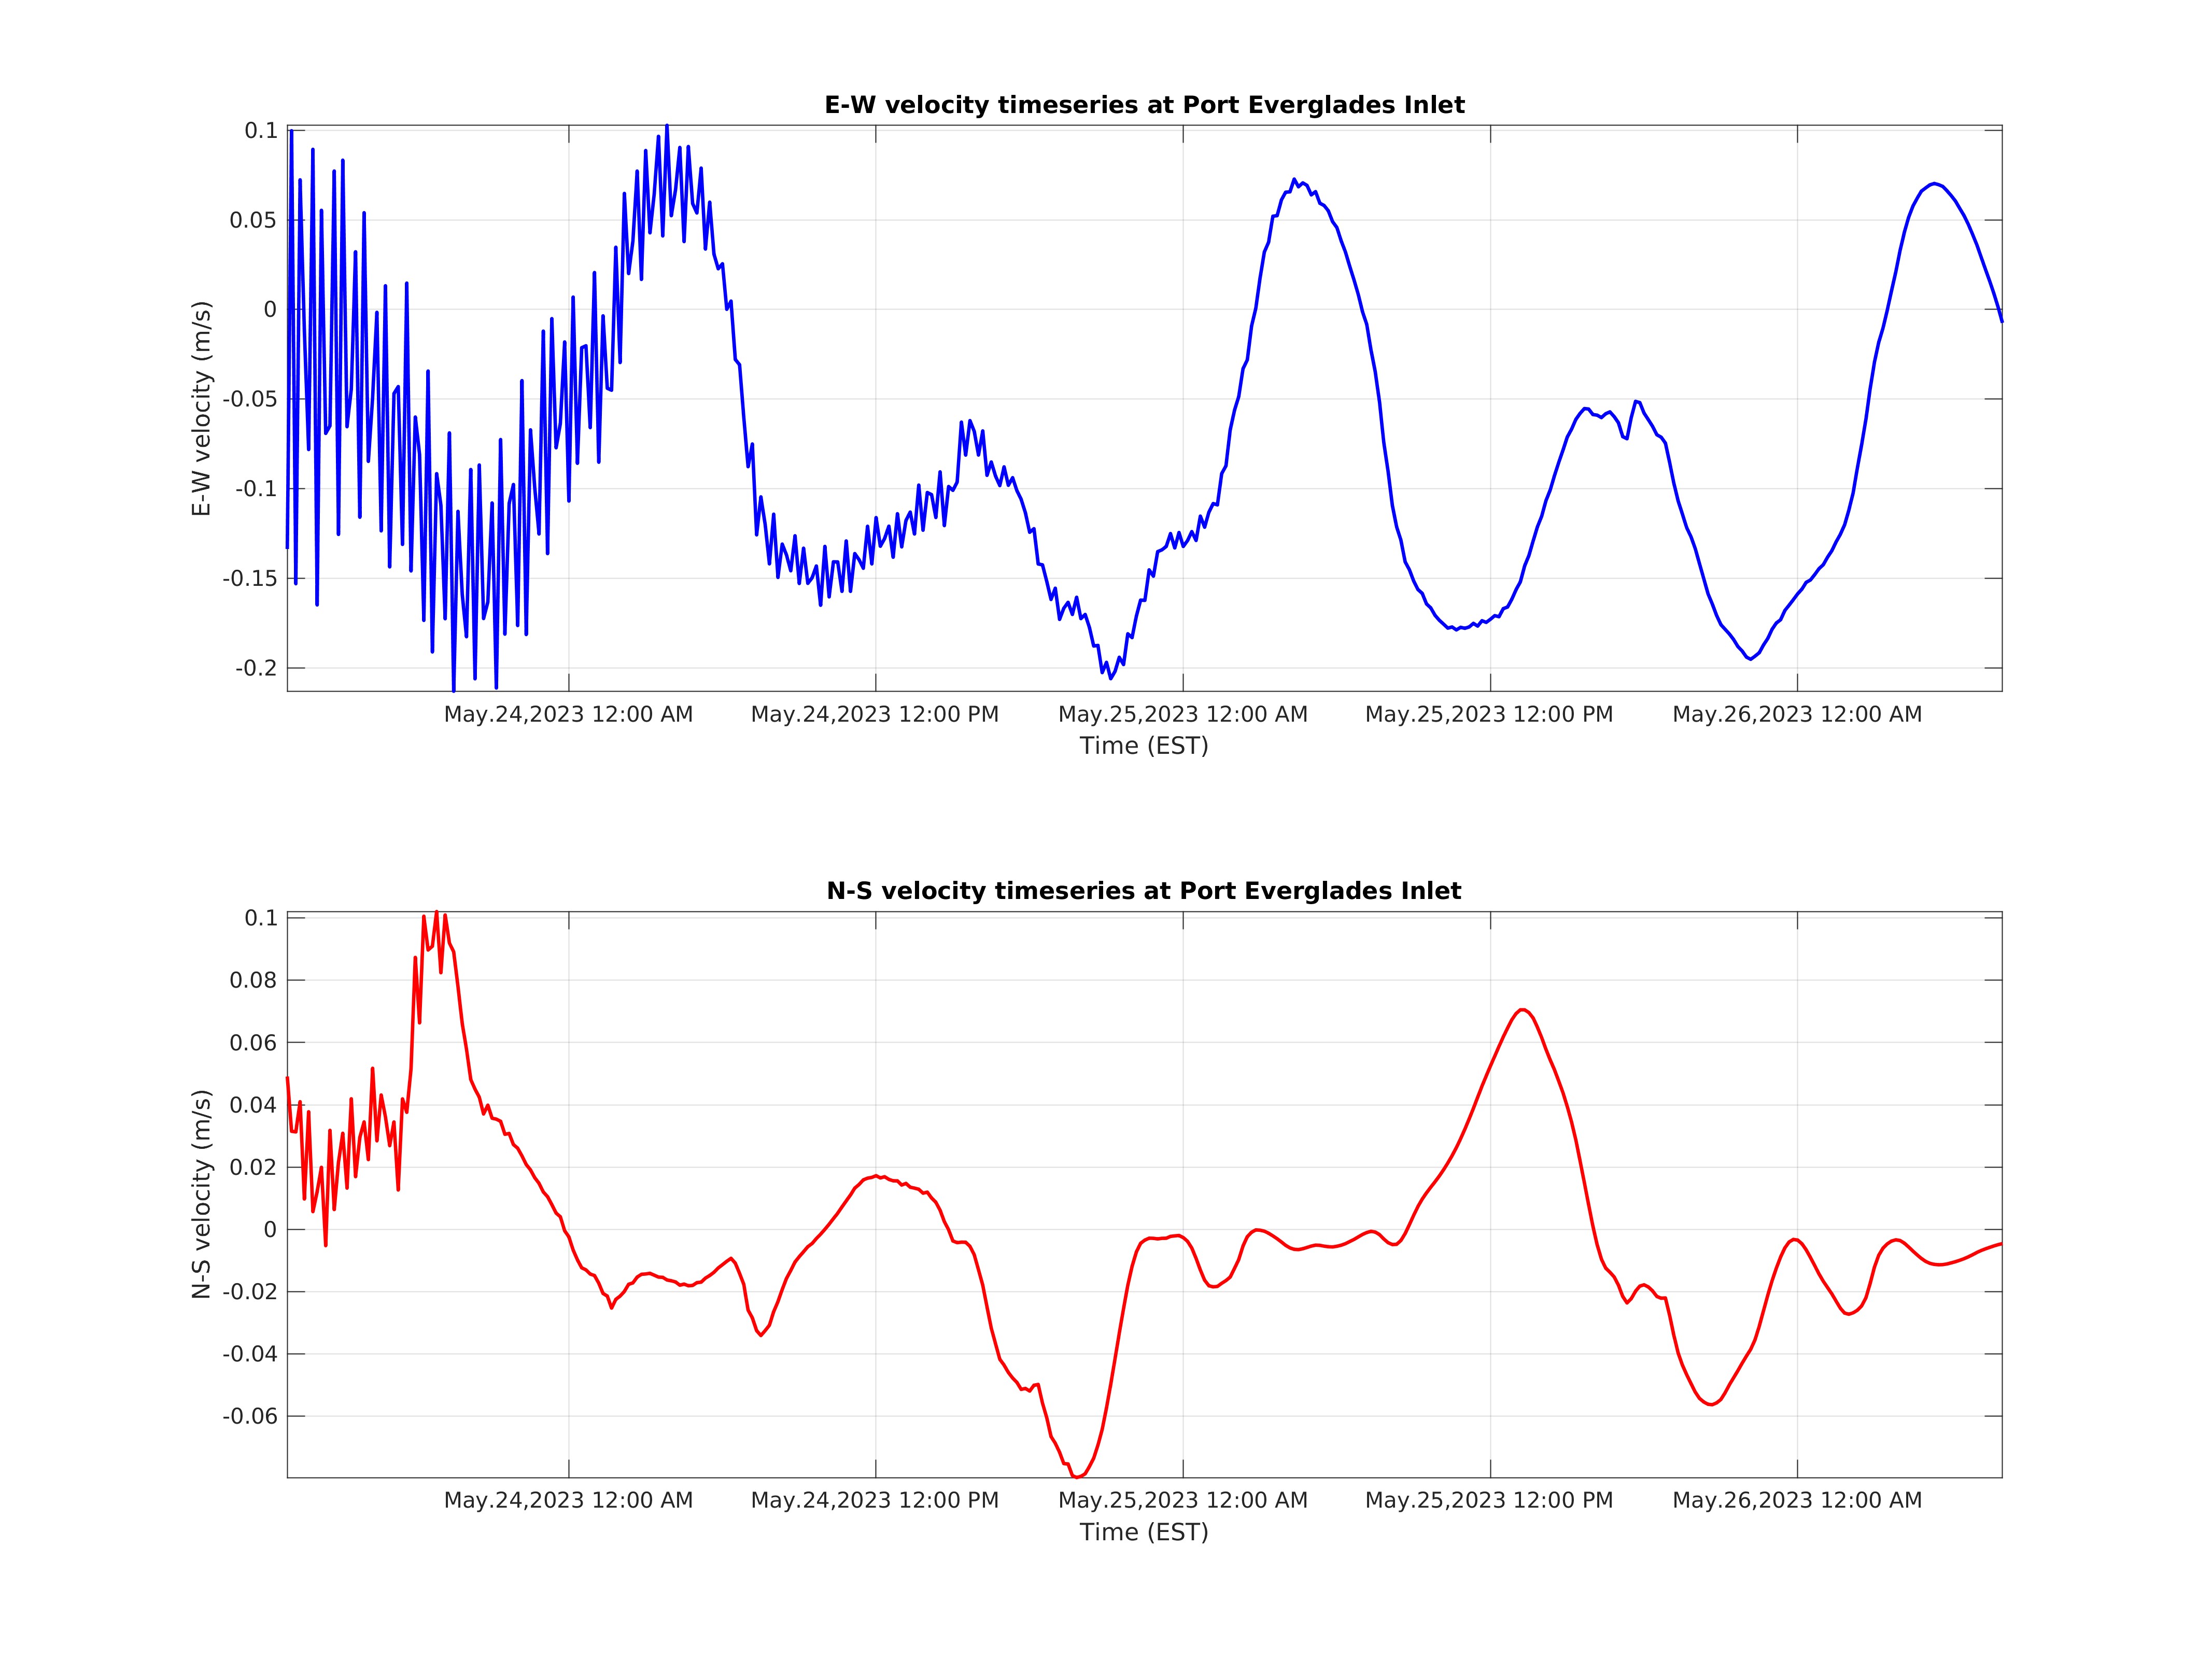 E-W velocity timeseries at Port Everglades Inlet
0.1
0.05
0
-0.05
-0.1
-0.15
-0.2
E-W velocity (m/s)
May.24,2023 12:00 AM May.24,2023 12:00 PM May.25,2023 12:00 AM May.25,2023 12:00 PM May.26,2023 12:00 AM
Time (EST)
N-S velocity timeseries at Port Everglades Inlet
0.1
0.08
0.06
0.04
0.02
0
-0.02
-0.04
-0.06
N-S velocity (m/s)
May.24,2023 12:00 AM May.24,2023 12:00 PM May.25,2023 12:00 AM May.25,2023 12:00 PM May.26,2023 12:00 AM
Time (EST)